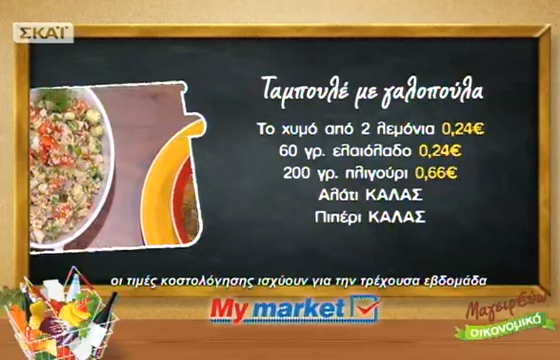 ΣΚΑΪ
Ταμπουλέ με γαλοπούλα
Το χυμό από 2 λεμόνια 0,24€
60 γρ. ελαιόλαδο 0,24€
200 γρ. πλιγούρι 0,66€
Αλάτι ΚΑΛΑΣ
Πιπέρι ΚΑΛΑΣ
οι τιμές κοστολόγησης ισχύουν για την τρέχουσα εβδομάδα
My market
Μαγειρεύω
οικονομικά